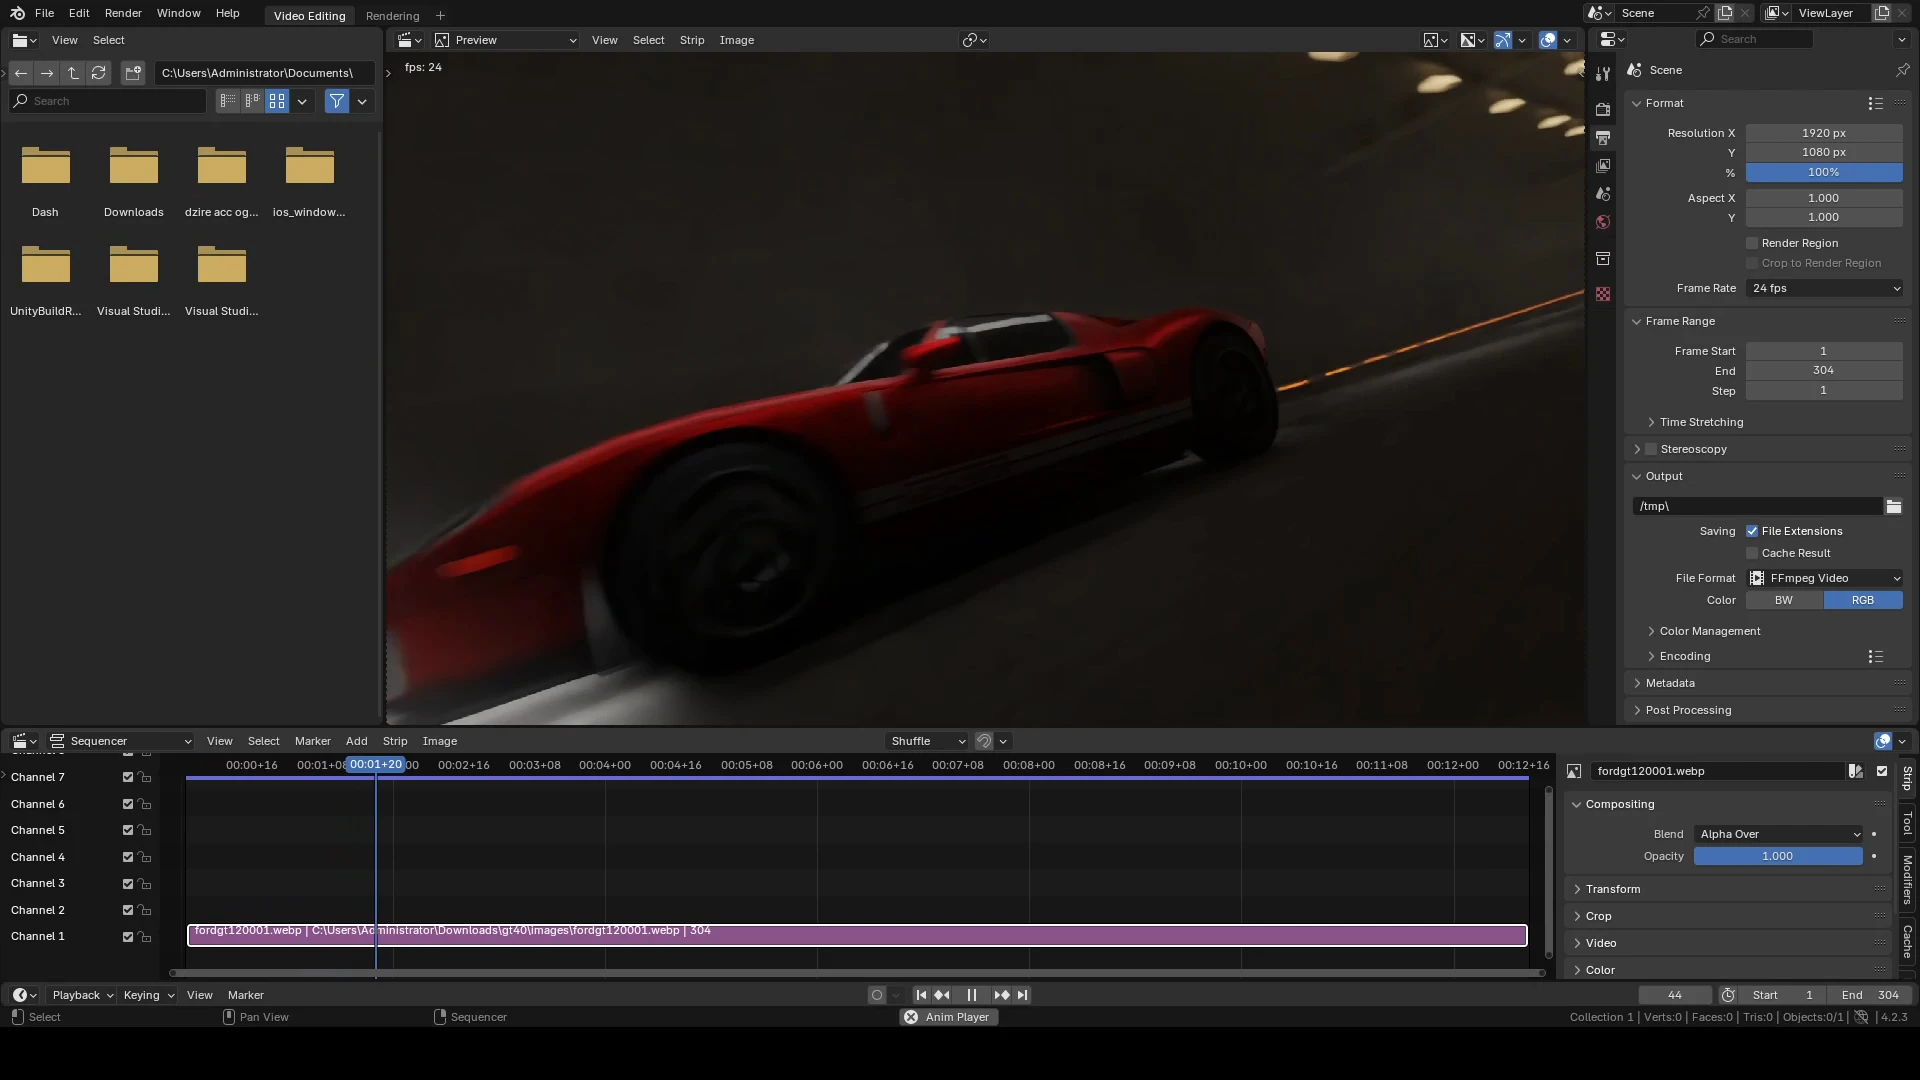 File Edit Render Window Help Video Editing Rendering + Scene ViewLayer
View Select Preview View Select Strip Image Search
C:\Users\Administrator\Documents\ fps: 24 Scene
Search
Format
Resolution X 1920 px
Y 1080 px
% 100%
Aspect X 1.000
Y 1.000
Dash Downloads dzire acc og... ios_window...
Render Region
Crop to Render Region
Frame Rate 24 fps
UnityBuildR... Visual Studi... Visual Studi...
Frame Range
Frame Start 1
End 304
Step 1
Time Stretching
Stereoscopy
Output
/tmp\
Saving File Extensions
Cache Result
File Format FFmpeg Video
Color BW RGB
Color Management
Encoding
Metadata
Post Processing
Sequencer View Select Marker Add Strip Image Shuffle
00:00+16 00:01+08 00:01+20 00:02+16 00:03+08 00:04+00 00:04+16 00:05+08 00:06+00 00:06+16 00:07+08 00:08+00 00:08+16 00:09+08 00:10+00 00:10+16 00:11+08 00:12+00 00:12+16
Channel 7
Channel 6
Channel 5
Channel 4
Channel 3
Channel 2
Channel 1
fordgt120001.webp | C:\Users\Administrator\Downloads\gt40\images\fordgt120001.webp | 304
fordgt120001.webp
Compositing
Blend Alpha Over
Opacity 1.000
Transform
Crop
Video
Color
Strip
Tool
Modifiers
Cache
Playback Keying View Marker 44 Start 1 End 304
Select Pan View Sequencer Anim Player Collection 1 | Verts:0 | Faces:0 | Tris:0 | Objects:0/1 | 4.2.3